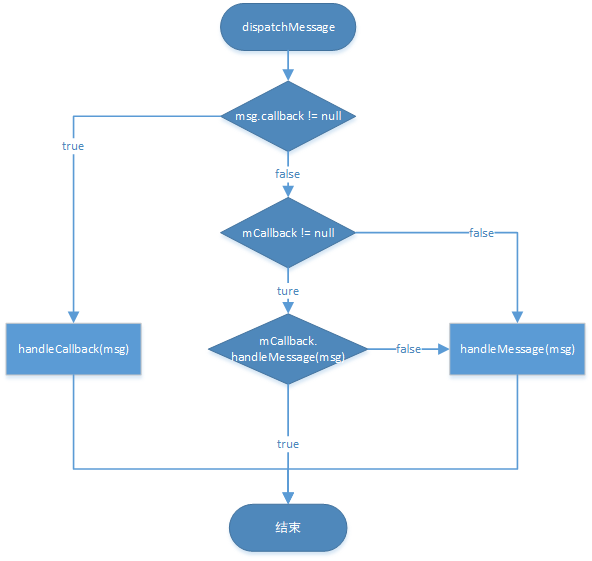 dispatchMessage
msg.callback != null
true
false
mCallback != null
false
ture
handleCallback(msg)
mCallback.
handleMessage(msg)
false
handleMessage(msg)
true
结束